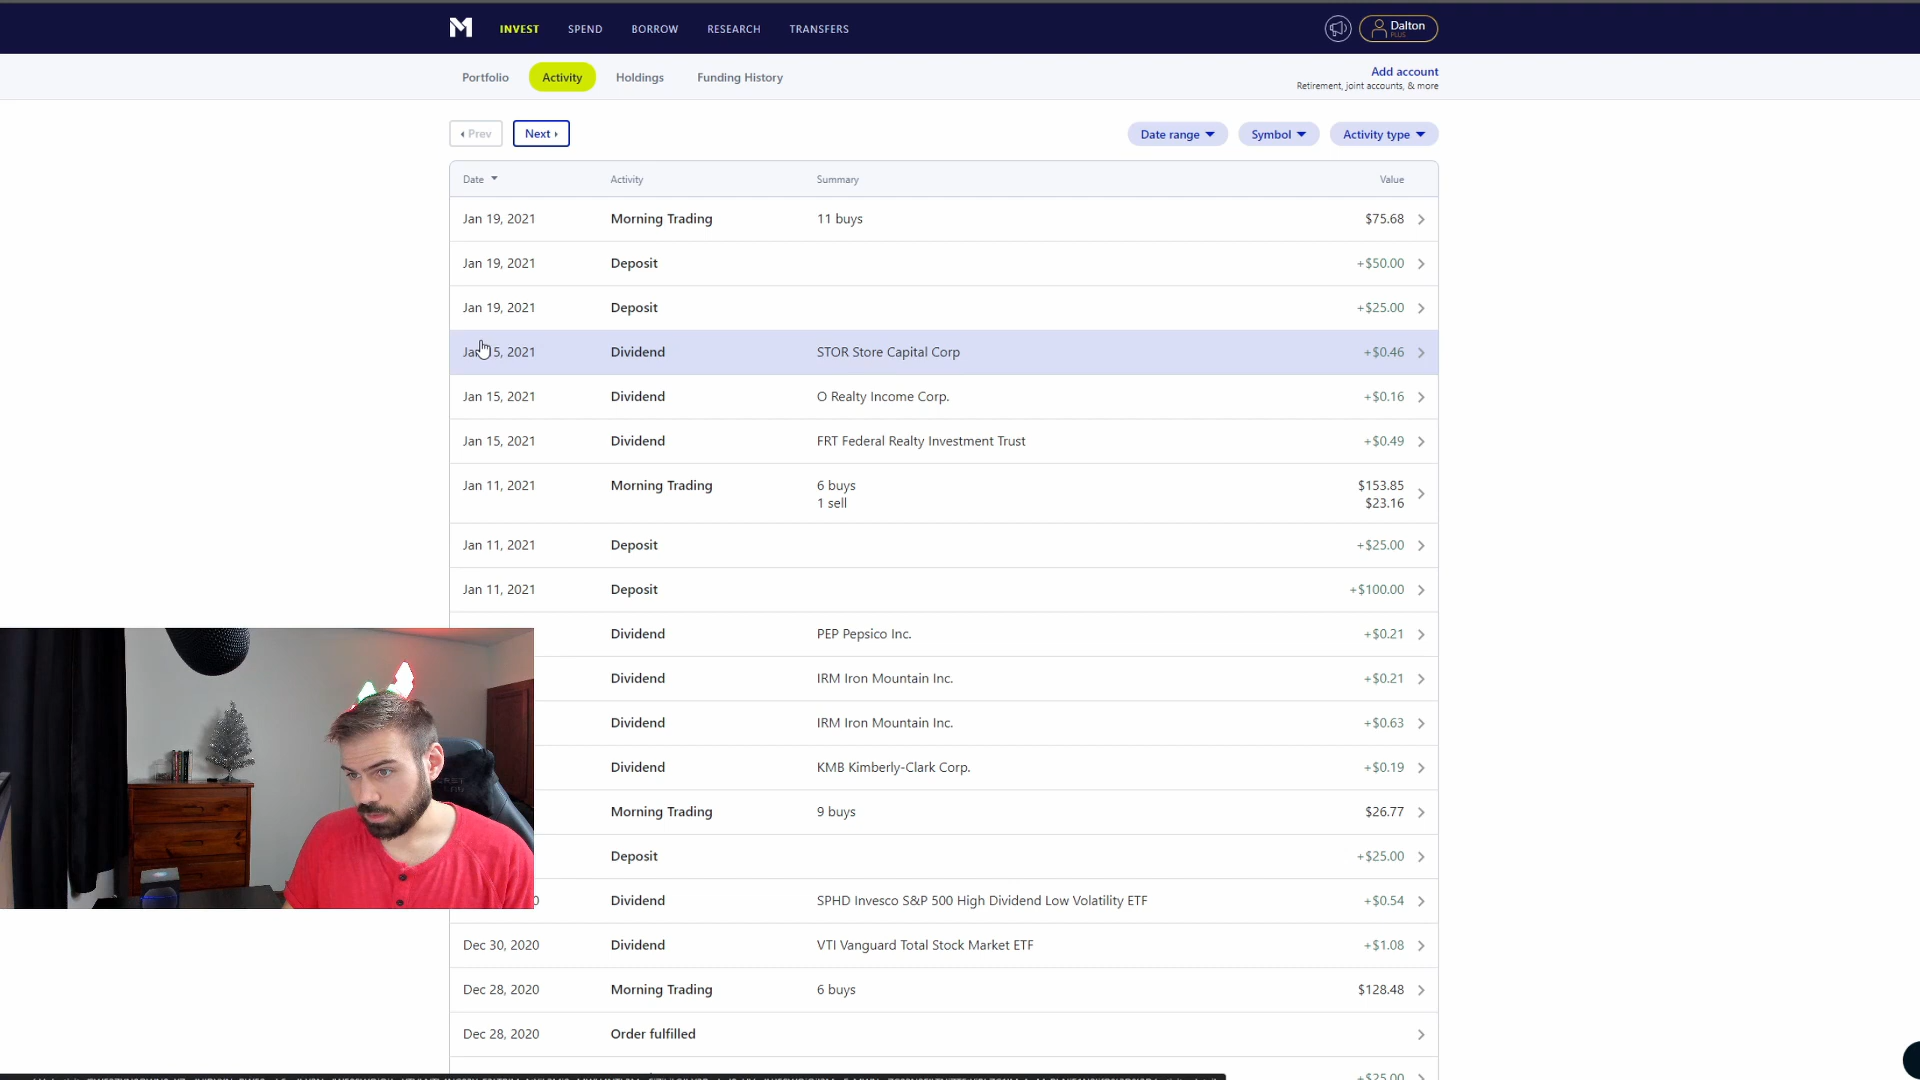 INVEST SPEND BORROW RESEARCH TRANSFERS Dalton
PLUS
Portfolio Activity Holdings Funding History Add account
Retirement, joint accounts, & more
Prev Next Date range Symbol Activity type
Date Activity Summary Value
Jan 19, 2021 Morning Trading 11 buys $75.68
Jan 19, 2021 Deposit +$50.00
Jan 19, 2021 Deposit +$25.00
5, 2021 Dividend STOR Store Capital Corp +$0.46
Jan 15, 2021 Dividend O Realty Income Corp. +$0.16
Jan 15, 2021 Dividend FRT Federal Realty Investment Trust +$0.49
Jan 11, 2021 Morning Trading 6 buys $153.85
1 sell $23.16
Jan 11, 2021 Deposit +$25.00
Jan 11, 2021 Deposit +$100.00
Dividend PEP Pepsico Inc. +$0.21
Dividend IRM Iron Mountain Inc. +$0.21
Dividend IRM Iron Mountain Inc. +$0.63
Dividend KMB Kimberly-Clark Corp. +$0.19
Morning Trading 9 buys $26.77
Deposit +$25.00
0 Dividend SPHD Invesco S&P 500 High Dividend Low Volatility ETF +$0.54
Dec 30, 2020 Dividend VTI Vanguard Total Stock Market ETF +$1.08
Dec 28, 2020 Morning Trading 6 buys $128.48
Dec 28, 2020 Order fulfilled
+$25.00